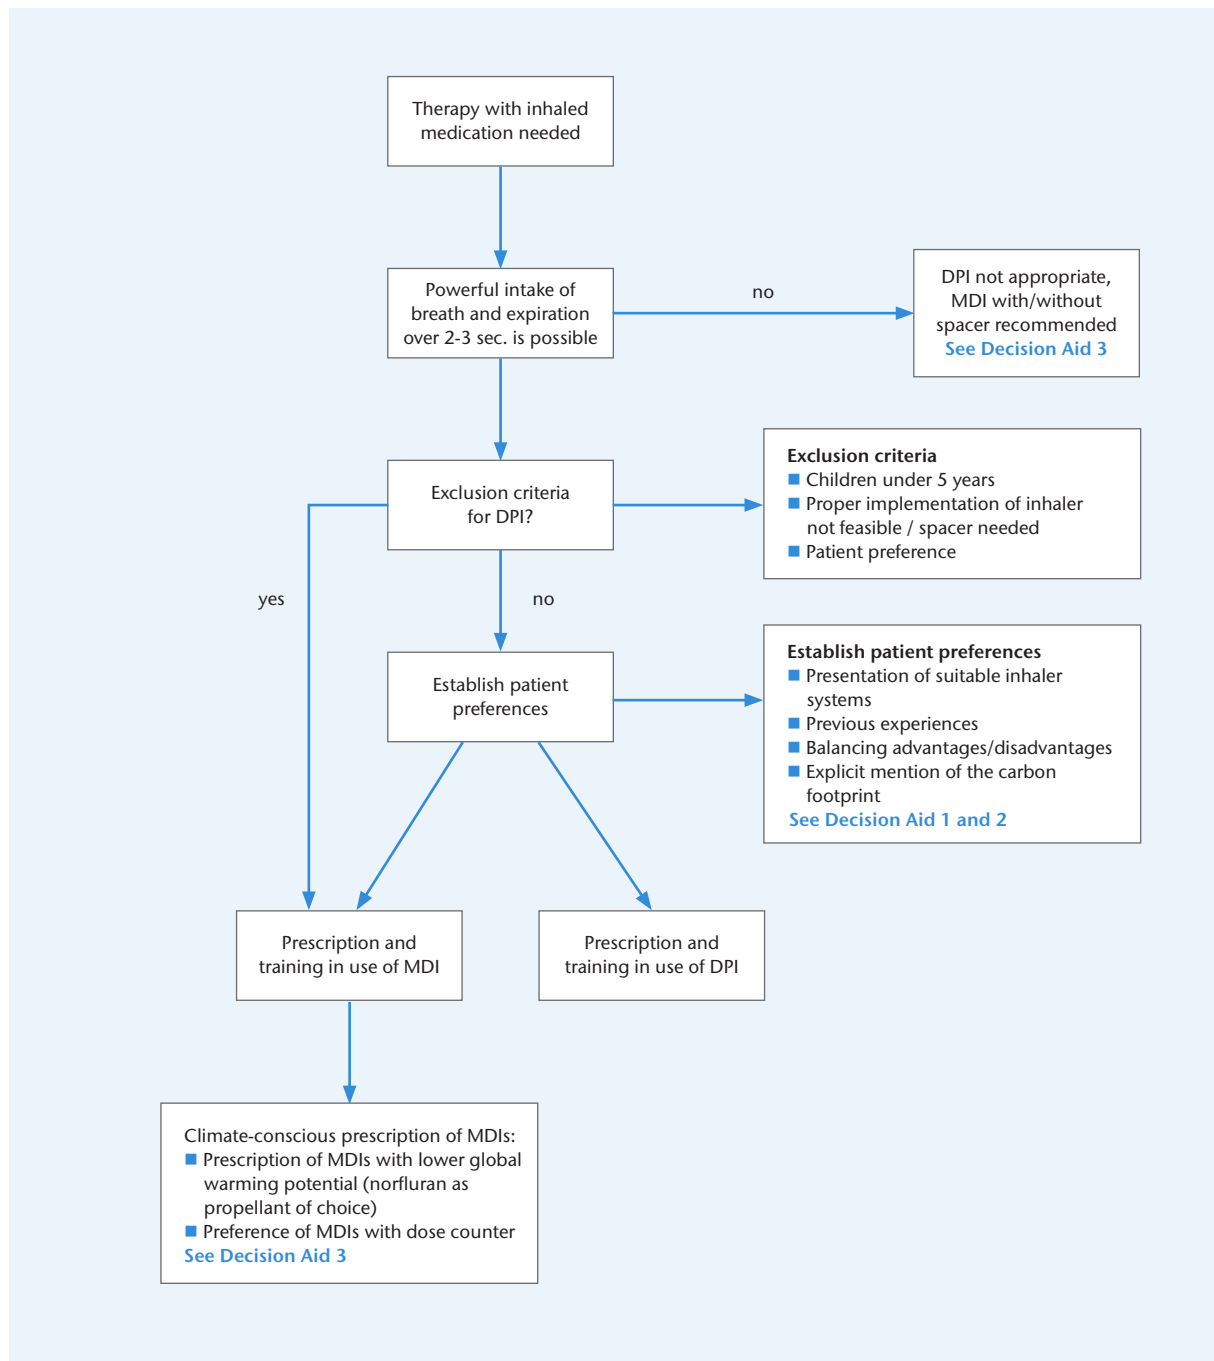 Therapy with inhaled
medication needed
Powerful intake of
breath and expiration
over 2-3 sec. is possible
no
DPI not appropriate,
MDI with/without
spacer recommended
See Decision Aid 3
Exclusion criteria
for DPI?
Exclusion criteria
Children under 5 years
Proper implementation of inhaler
not feasible / spacer needed
Patient preference
yes
no
Establish patient
preferences
Establish patient preferences
Presentation of suitable inhaler
systems
Previous experiences
Balancing advantages/disadvantages
Explicit mention of the carbon
footprint
See Decision Aid 1 and 2
Prescription and
training in use of MDI
Prescription and
training in use of DPI
Climate-conscious prescription of MDIs:
Prescription of MDIs with lower global
warming potential (norfluran as
propellant of choice)
Preference of MDIs with dose counter
See Decision Aid 3